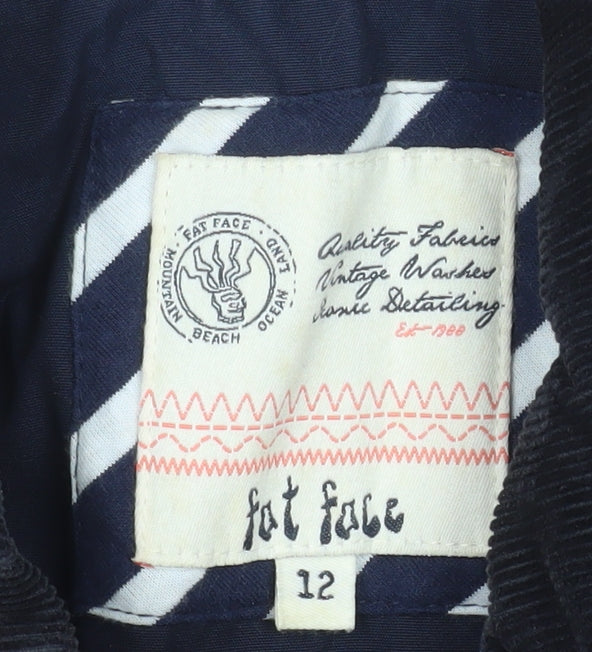 · FAT FACE ·
MOUNTAIN
LAND
BEACH
OCEAN
Quality Fabrics
Vintage Washes
Iconic Detailing
Est 1988
fat face
12